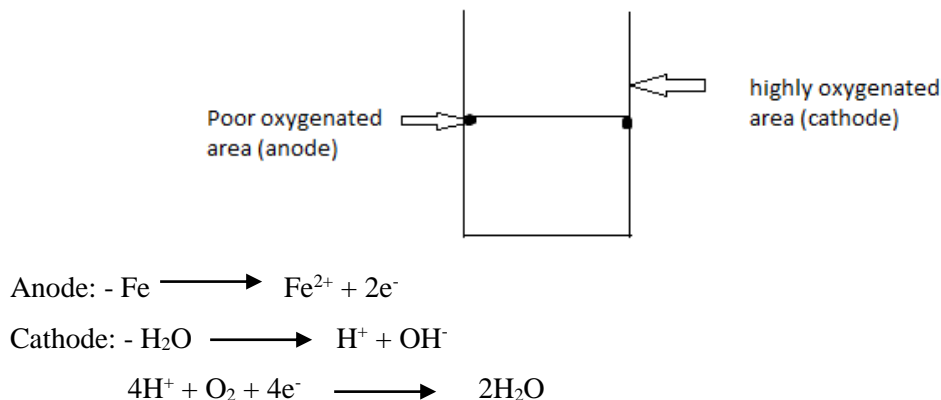 Poor oxygenated
area (anode)
highly oxygenated
area (cathode)
Anode: - Fe ⟶ Fe²⁺ + 2e⁻
Cathode: - H₂O ⟶ H⁺ + OH⁻
4H⁺ + O₂ + 4e⁻ ⟶ 2H₂O